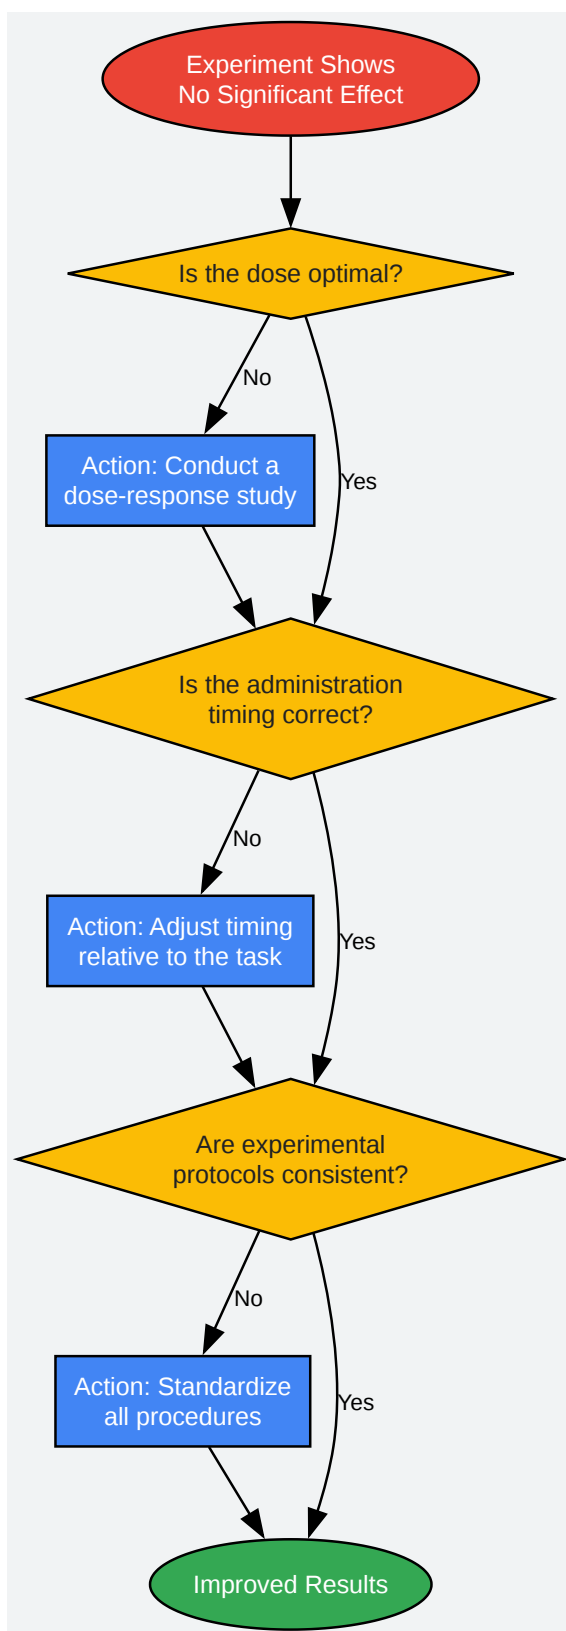 Experiment Shows
No Significant Effect
Is the dose optimal?
No
Action: Conduct a
dose-response study
Yes
Is the administration
timing correct?
No
Action: Adjust timing
relative to the task
Yes
Are experimental
protocols consistent?
No
Action: Standardize
all procedures
Yes
Improved Results